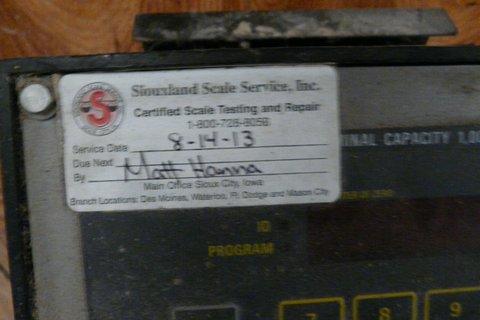 Siouxland Scale Service, Inc.
Certified Scale Testing and Repair
1-800-728-8058
Service Date 8-14-13
Due Next
By Matt Hanna
Main Office Sioux City, Iowa
Branch Locations: Des Moines, Waterloo, Ft. Dodge and Mason City
S
INAL CAPACITY 1,00
ID
PROGRAM
7 8 9